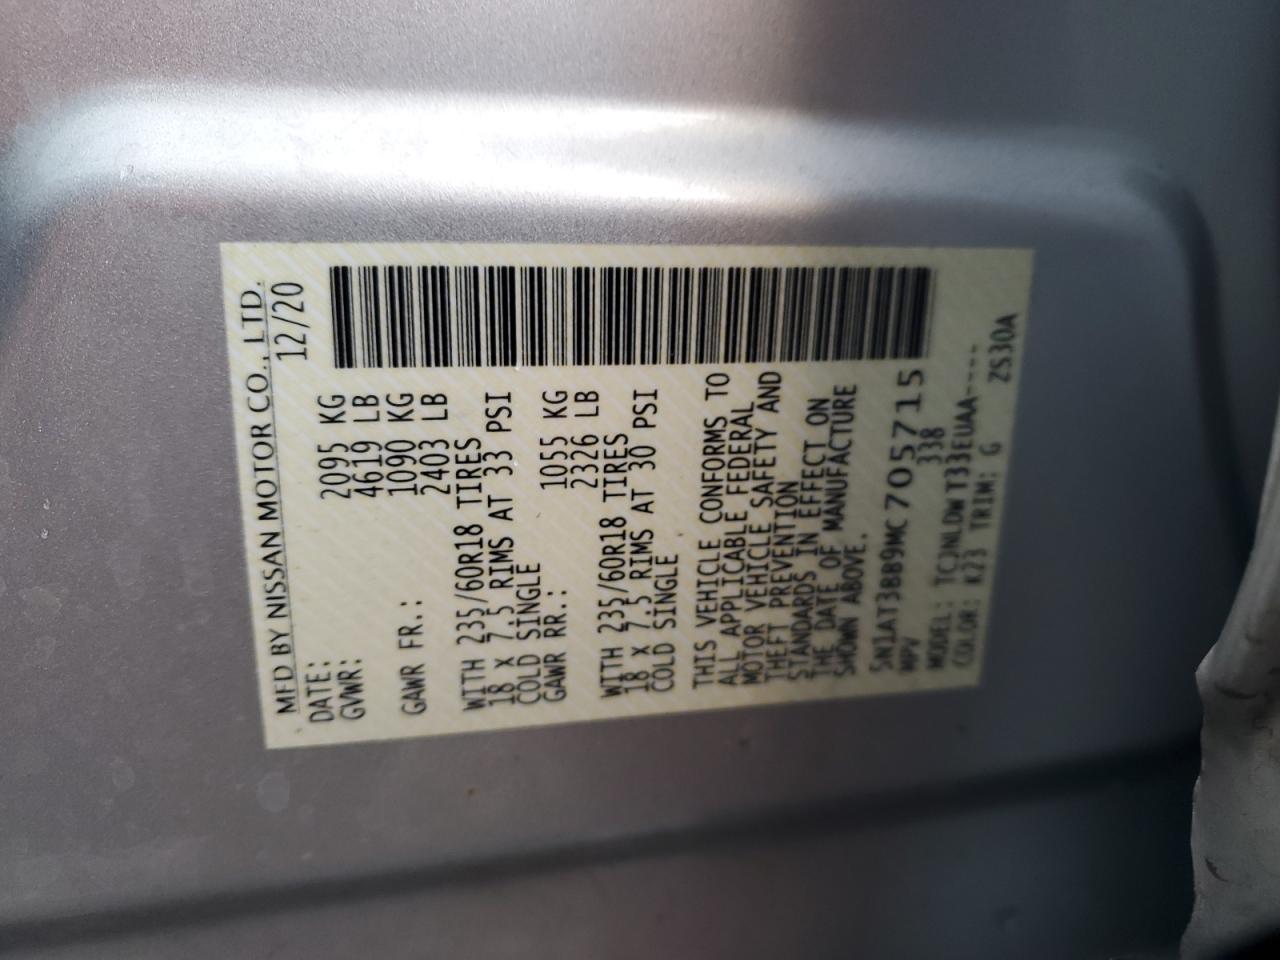 MFD BY NISSAN MOTOR CO., LTD.
DATE: 12/20
GVWR: 2095 KG
4619 LB
GAWR FR.: 1090 KG
2403 LB
WITH 235/60R18 TIRES
18 X 7.5 RIMS AT 33 PSI
COLD SINGLE
GAWR RR.: 1055 KG
2326 LB
WITH 235/60R18 TIRES
18 X 7.5 RIMS AT 30 PSI
COLD SINGLE
THIS VEHICLE CONFORMS TO
ALL APPLICABLE FEDERAL
MOTOR VEHICLE SAFETY AND
THEFT PREVENTION
STANDARDS IN EFFECT ON
THE DATE OF MANUFACTURE
SHOWN ABOVE.
5N1AT3BB9MC705715
MPV 338
MODEL: TCJNLDWT33EUAA----
COLOR: K23 TRIM: G ZS30A